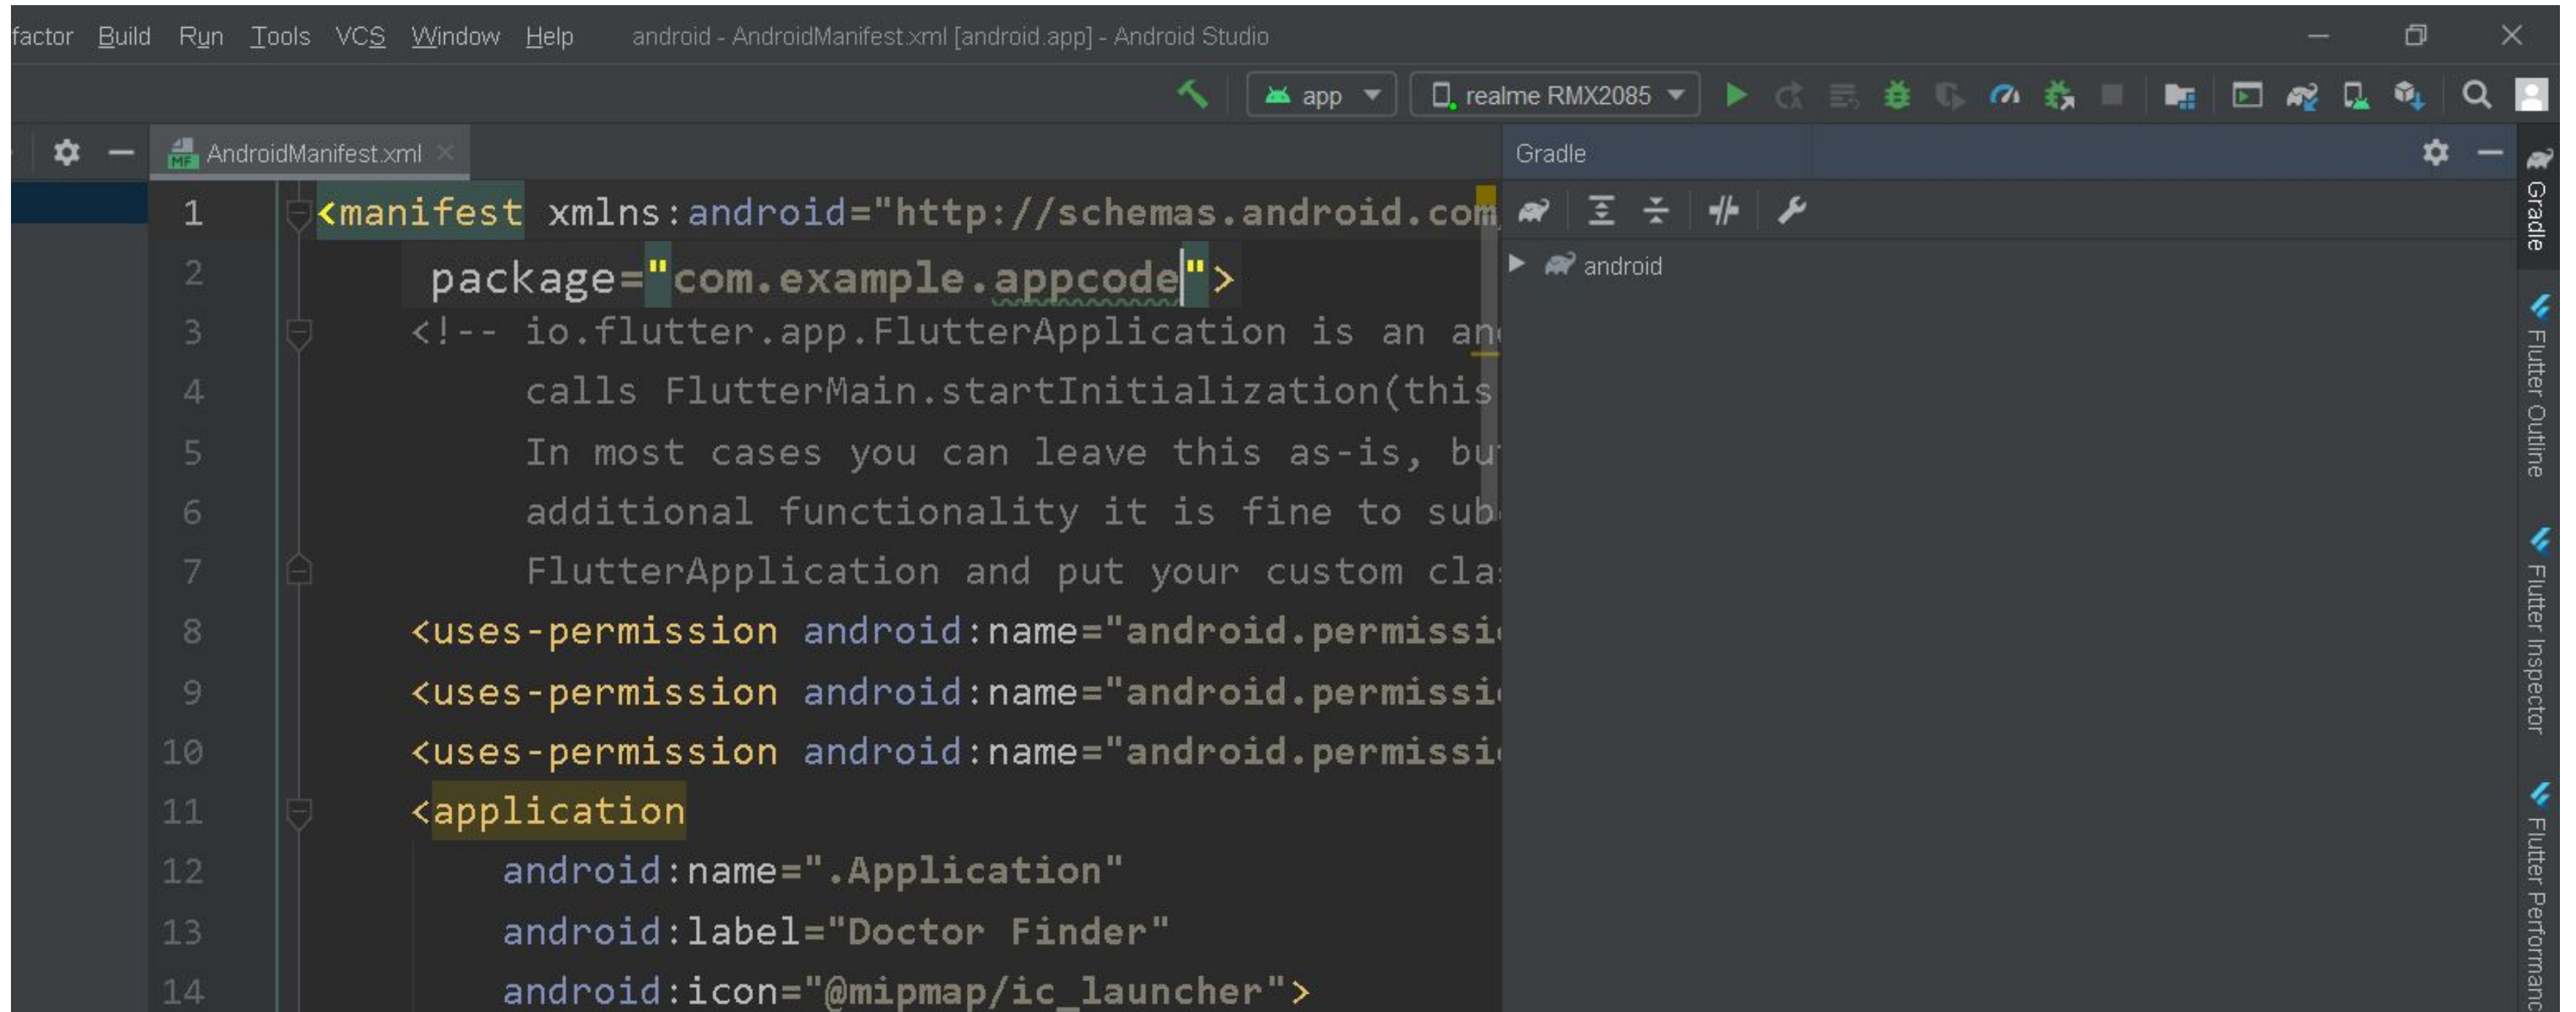 factor Build Run Tools VCS Window Help android - AndroidManifest.xml [android.app] - Android Studio
app realme RMX2085
AndroidManifest.xml
Gradle
1 <manifest xmlns:android="http://schemas.android.com
2 package="com.example.appcode">
3 <!-- io.flutter.app.FlutterApplication is an an
4 calls FlutterMain.startInitialization(this
5 In most cases you can leave this as-is, bu
6 additional functionality it is fine to sub
7 FlutterApplication and put your custom cla
8 <uses-permission android:name="android.permissi
9 <uses-permission android:name="android.permissi
10 <uses-permission android:name="android.permissi
11 <application
12 android:name=".Application"
13 android:label="Doctor Finder"
14 android:icon="@mipmap/ic_launcher">
android
Gradle
Flutter Outline
Flutter Inspector
Flutter Performanc